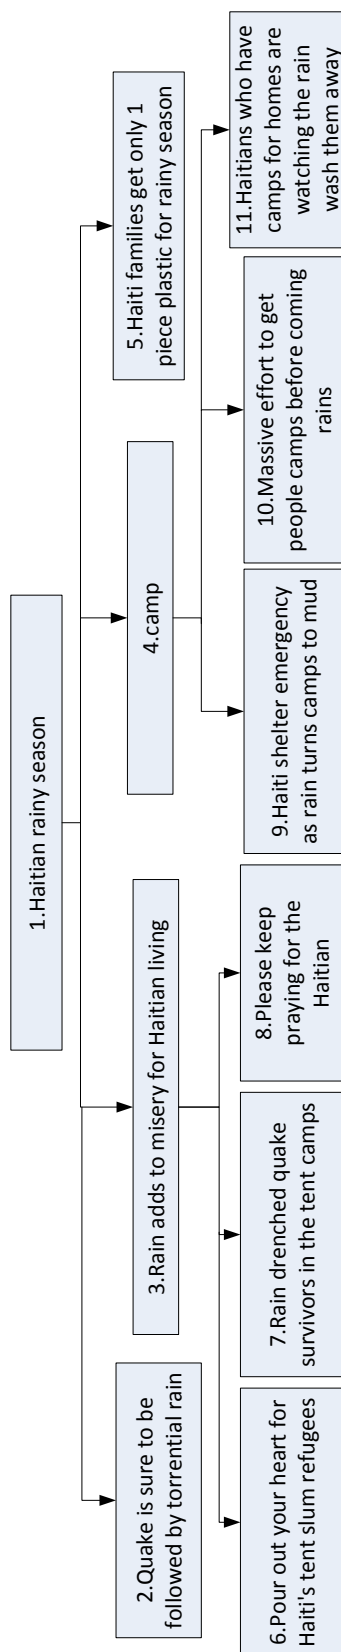 1.Haitian rainy season
2.Quake is sure to be
followed by torrential rain
3.Rain adds to misery for Haitian living
4.camp
5.Haiti families get only 1
piece plastic for rainy season
6.Pour out your heart for
Haiti's tent slum refugees
7.Rain drenched quake
survivors in the tent camps
8.Please keep
praying for the
Haitian
9.Haiti shelter emergency
as rain turns camps to mud
10.Massive effort to get
people camps before coming
rains
11.Haitians who have
camps for homes are
watching the rain
wash them away